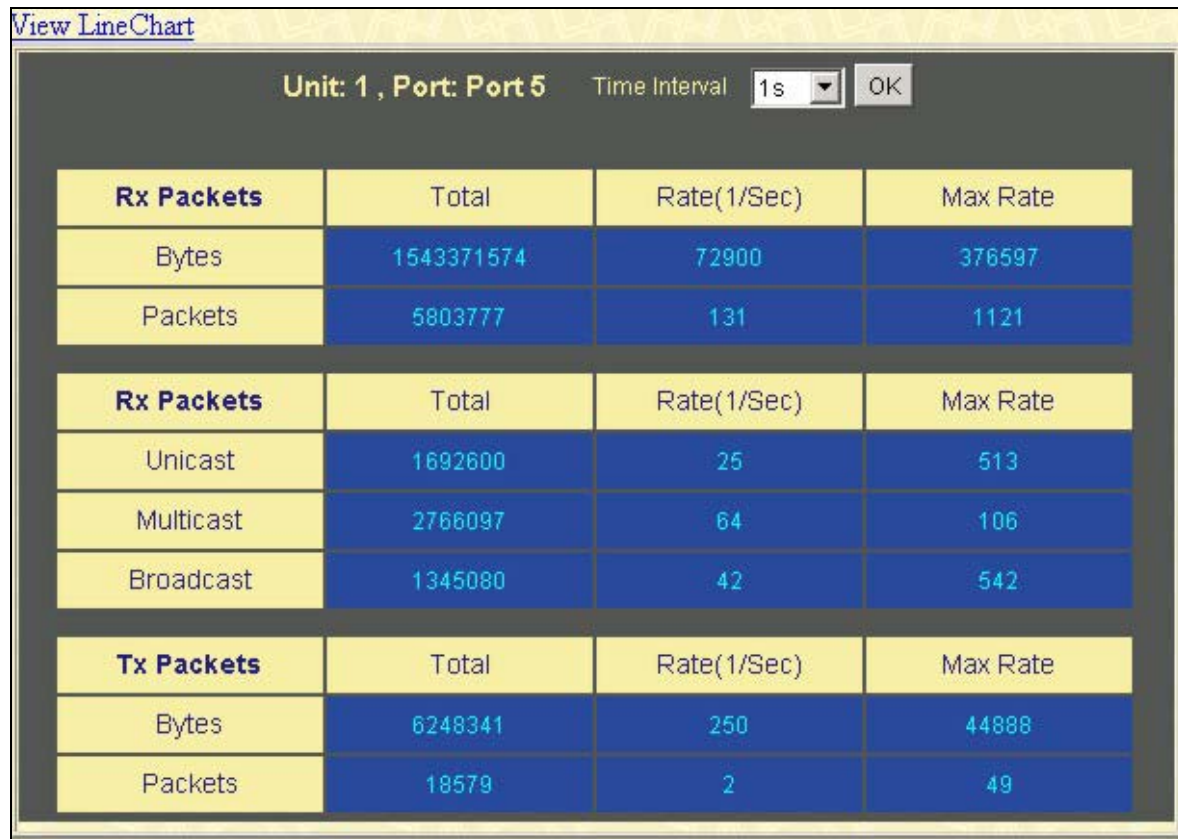 View LineChart
Unit: 1 , Port: Port 5 Time Interval 1s OK
Rx Packets Total Rate(1/Sec) Max Rate
Bytes 1543371574 72900 376597
Packets 5803777 131 1121
Rx Packets Total Rate(1/Sec) Max Rate
Unicast 1692600 25 513
Multicast 2766097 64 106
Broadcast 1345080 42 542
Tx Packets Total Rate(1/Sec) Max Rate
Bytes 6248341 250 44888
Packets 18579 2 49